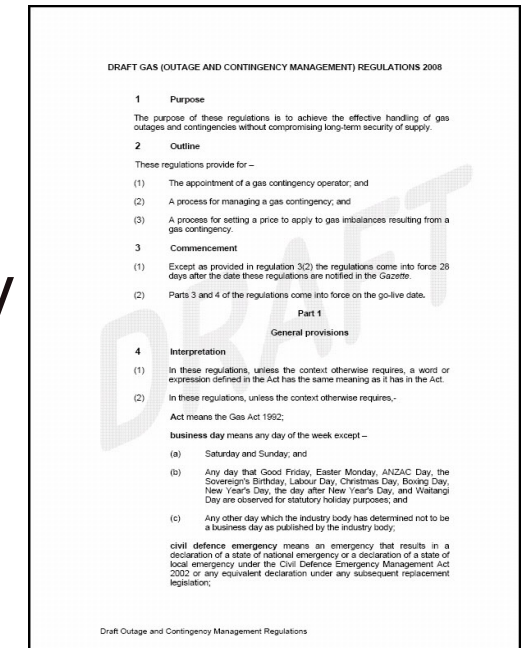 DRAFT GAS (OUTAGE AND CONTINGENCY MANAGEMENT) REGULATIONS 2008
1 Purpose
The purpose of these regulations is to achieve the effective handling of gas
outages and contingencies without compromising long-term security of supply.
2 Outline
These regulations provide for –
(1) The appointment of a gas contingency operator; and
(2) A process for managing a gas contingency; and
(3) A process for setting a price to apply to gas imbalances resulting from a
gas contingency.
3 Commencement
(1) Except as provided in regulation 3(2) the regulations come into force 28
days after the date these regulations are notified in the Gazette.
(2) Parts 3 and 4 of the regulations come into force on the go-live date.
Part 1
General provisions
4 Interpretation
(1) In these regulations, unless the context otherwise requires, a word or
expression defined in the Act has the same meaning as it has in the Act.
(2) In these regulations, unless the context otherwise requires,-
Act means the Gas Act 1992;
business day means any day of the week except –
(a) Saturday and Sunday; and
(b) Any day that Good Friday, Easter Monday, ANZAC Day, the
Sovereign's Birthday, Labour Day, Christmas Day, Boxing Day,
New Year's Day, the day after New Year's Day, and Waitangi
Day are observed for statutory holiday purposes; and
(c) Any other day which the industry body has determined not to be
a business day as published by the industry body;
civil defence emergency means an emergency that results in a
declaration of a state of national emergency or a declaration of a state of
local emergency under the Civil Defence Emergency Management Act
2002 or any equivalent declaration under any subsequent replacement
legislation;
Draft Outage and Contingency Management Regulations
DRAFT
y